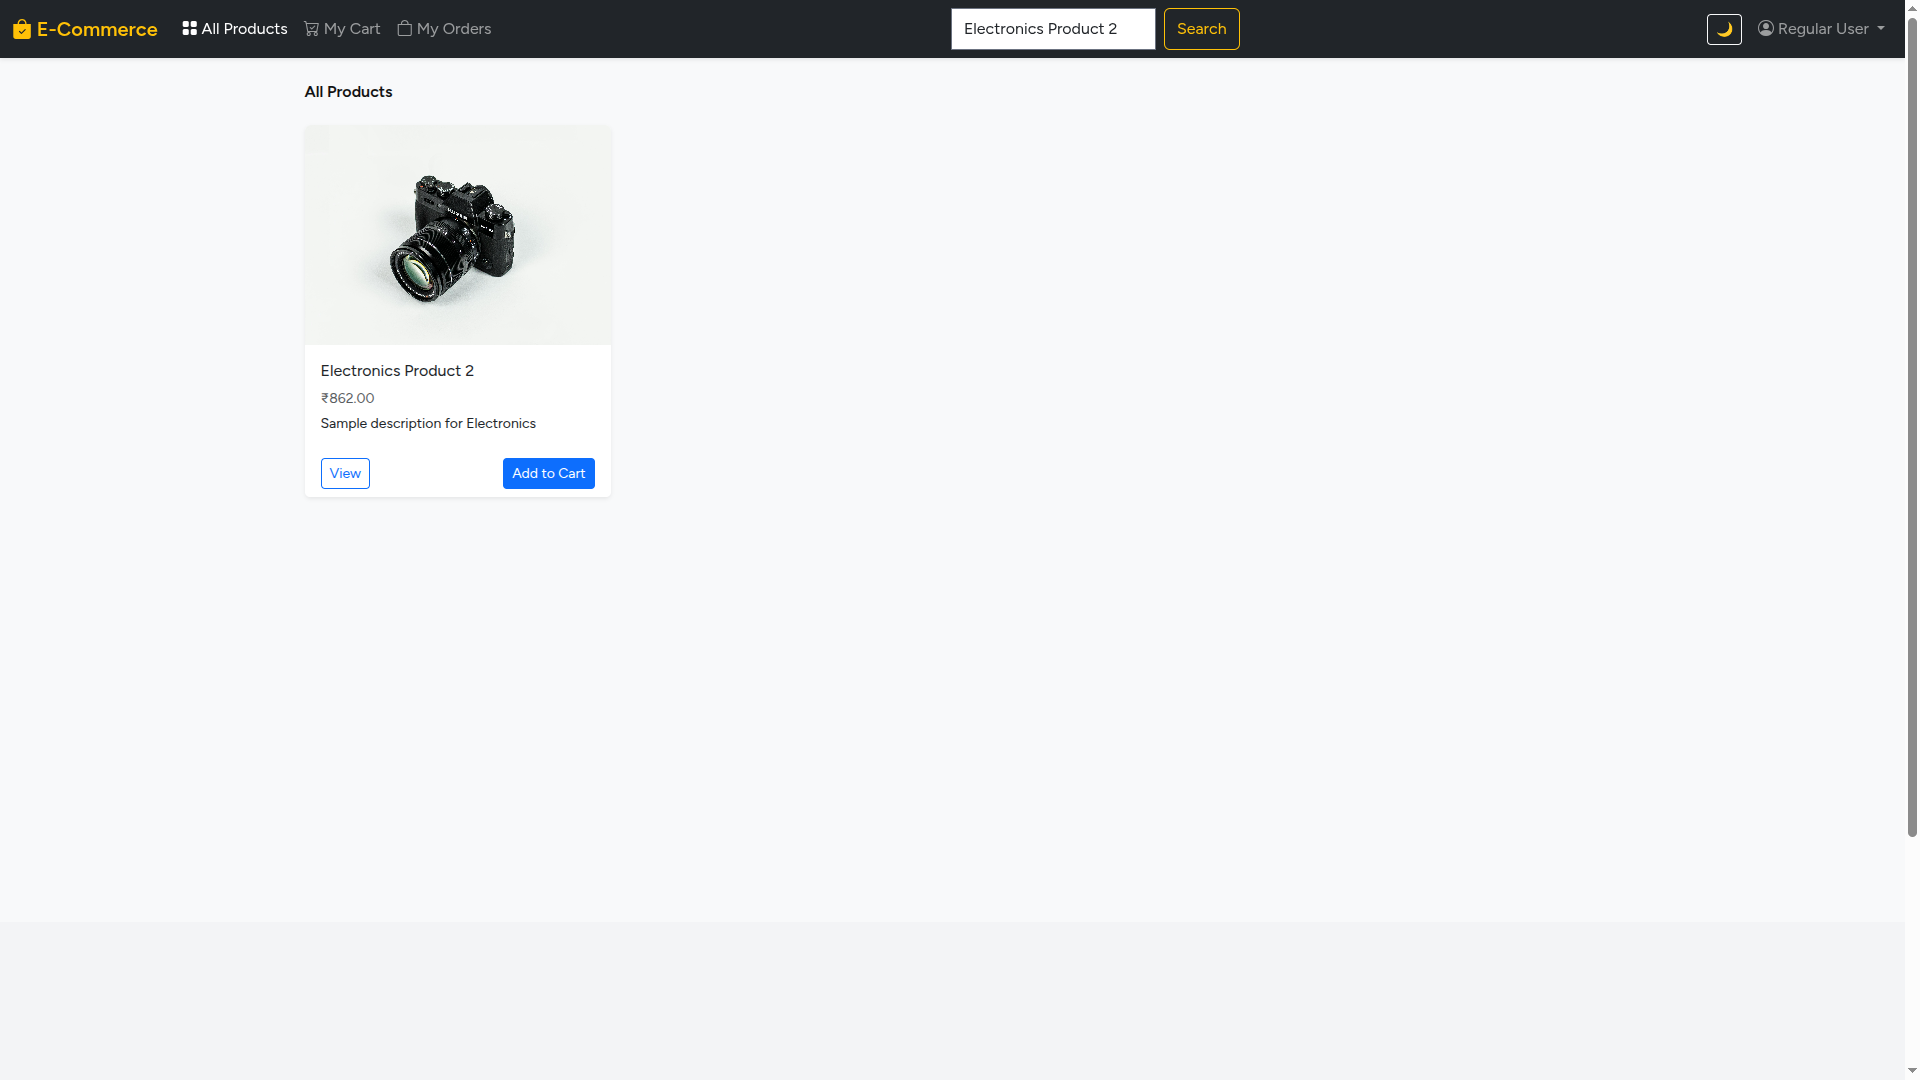 E-Commerce
All Products
My Cart
My Orders
Electronics Product 2
Search
Regular User
All Products
Electronics Product 2
₹862.00
Sample description for Electronics
View
Add to Cart